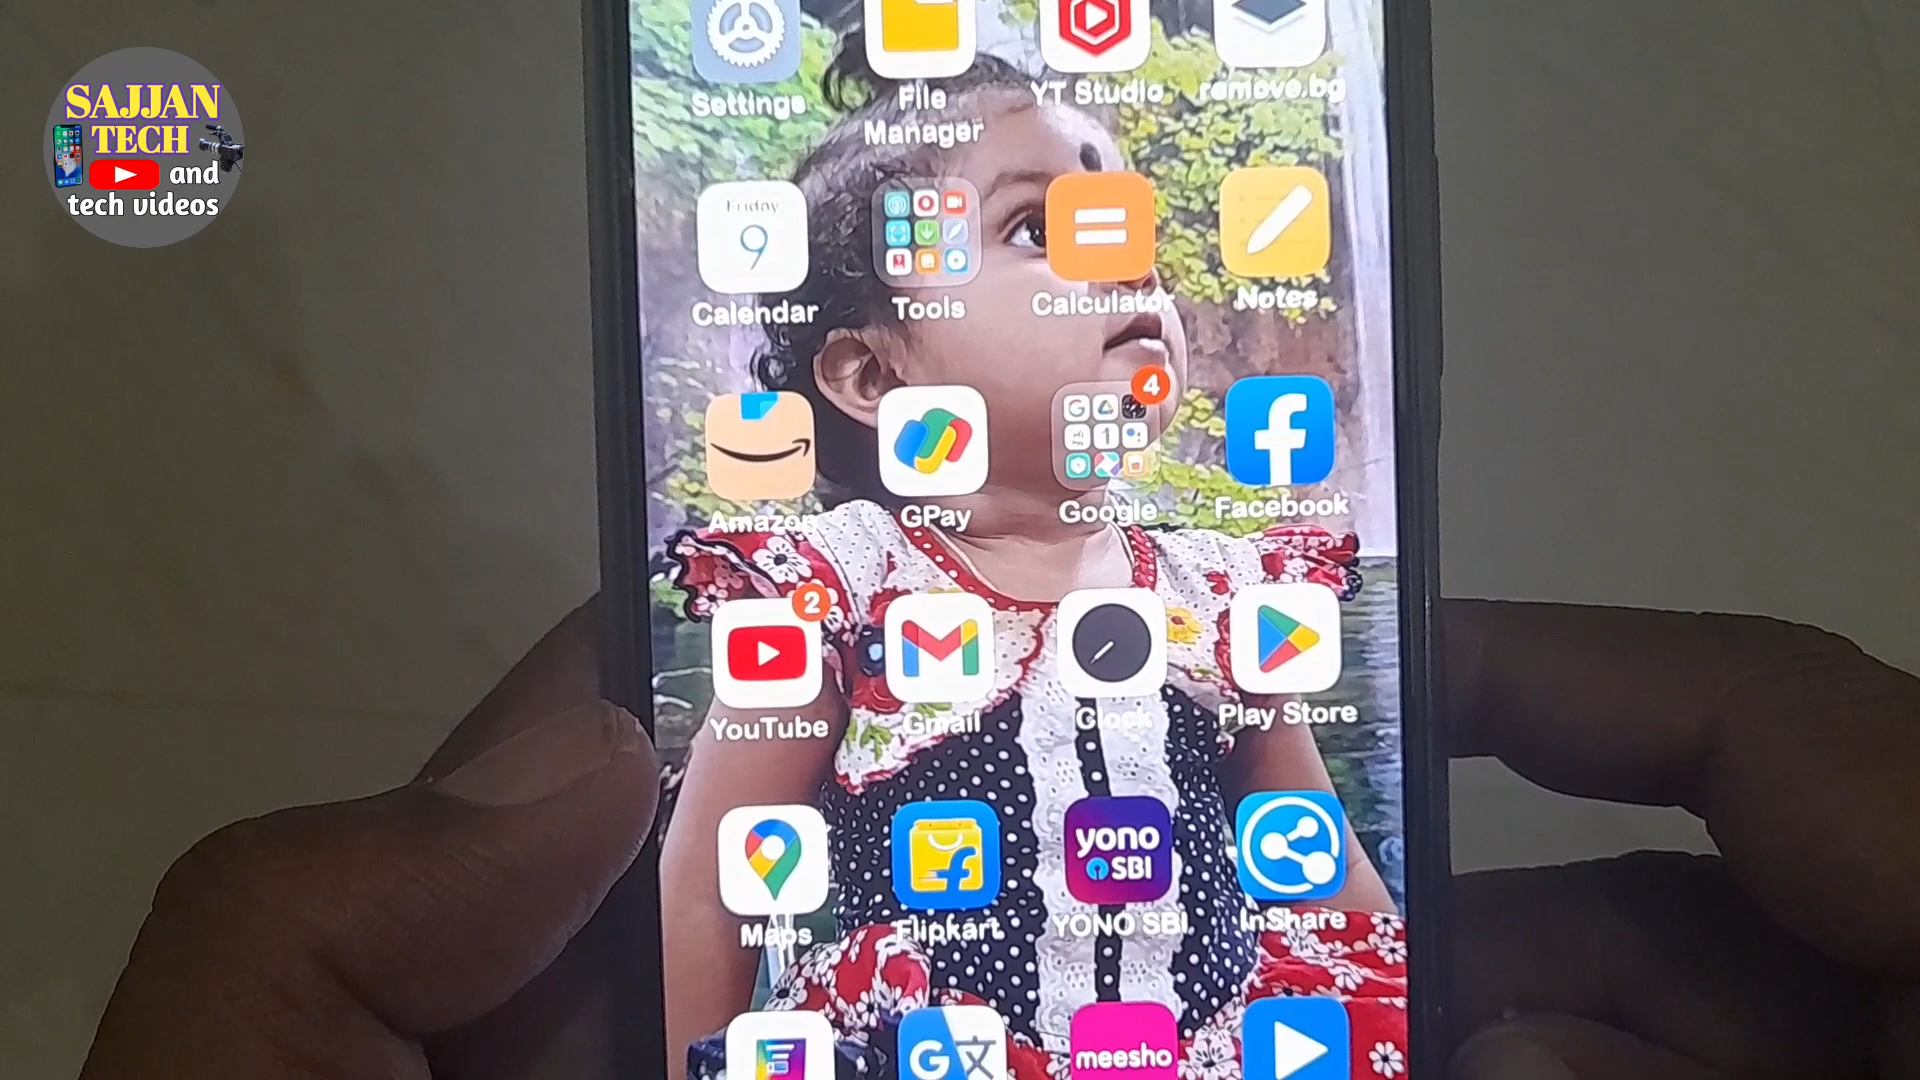 SAJJAN
TECH
and
tech videos
Settings
File
Manager
YT Studio
remove.bg
Friday
9
Calendar
Tools
Calculator
Notes
4
Amazon
GPay
Google
Facebook
2
YouTube
Gmail
Clock
Play Store
yono
SBI
Maps
Flipkart
YONO SBI
InShare
meesho